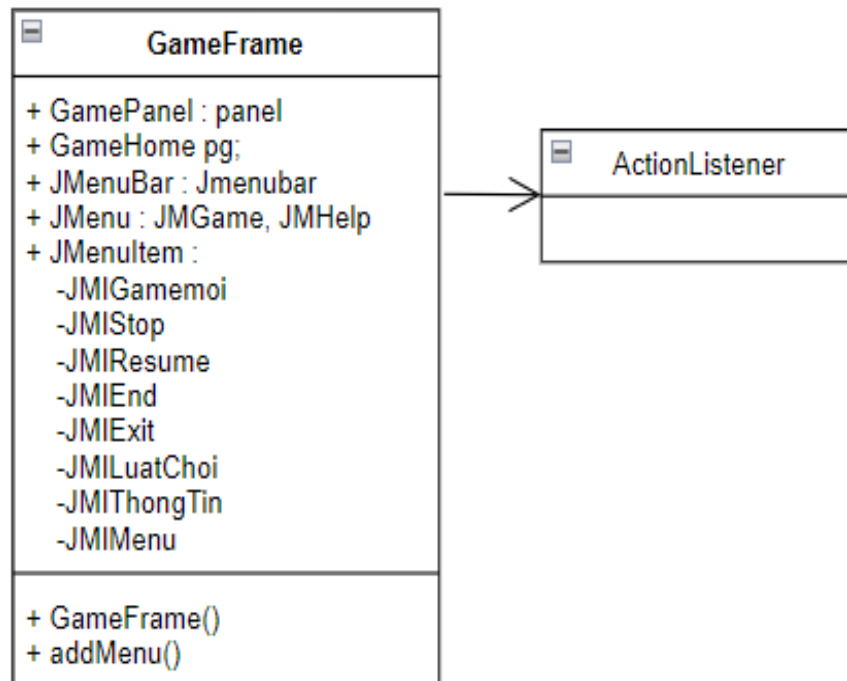 GameFrame
+ GamePanel : panel
+ GameHome pg;
+ JMenuBar : Jmenubar
+ JMenu : JMGame, JMHelp
+ JMenuItem :
-JMIGamemoi
-JMIStop
-JMIResume
-JMIEnd
-JMIExit
-JMILuatChoi
-JMIThongTin
-JMIMenu
+ GameFrame()
+ addMenu()
ActionListener